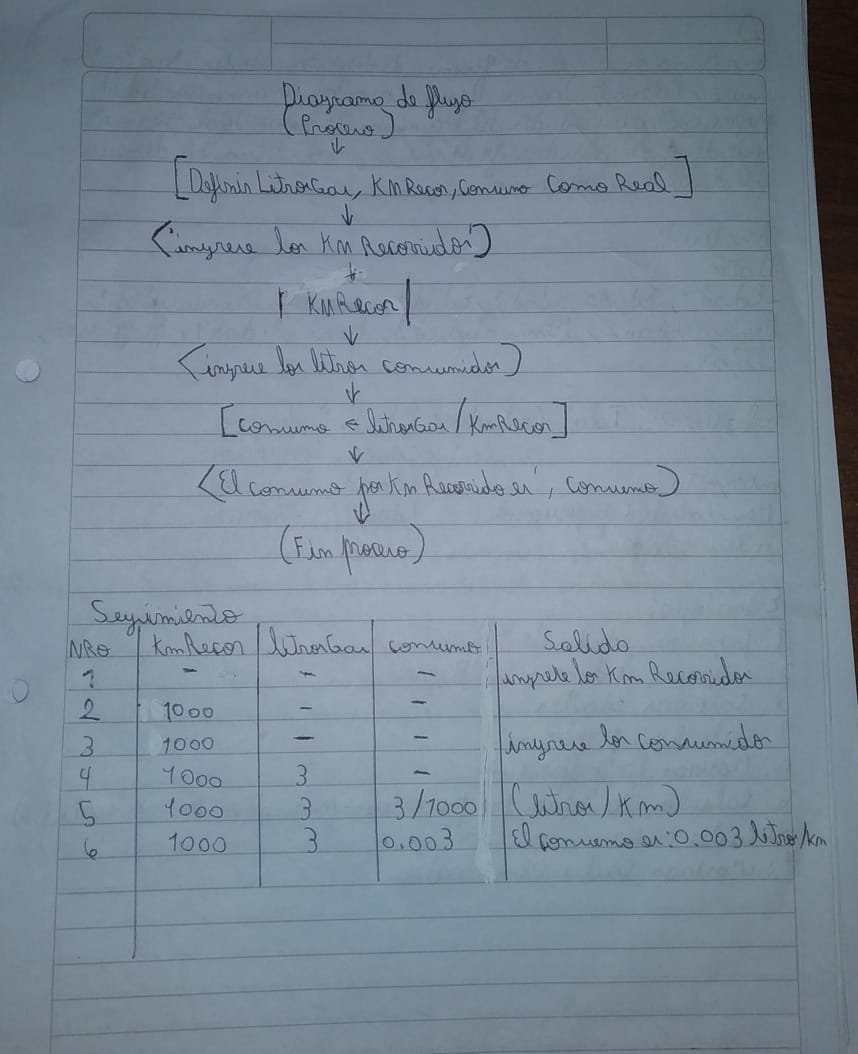 Diagrama de flujo
(Proceso)
↓
[Definir LitrosGas, KMRecor, Consumo Como Real]
↓
<'ingrese los KM Recorridos')
↓
| KMRecor |
↓
<ingrese los litros consumidos)
↓
[consumo ← litrosGas/KmRecor]
↓
<El consumo por Km Recorrido es', consumo)
↓
(Fin proceso)
Seguimiento
NRO | KmRecor | litrosGas | consumo | Salida
1 | - | - | - | ingrese los Km Recorridos
2 | 1000 | - | -
3 | 1000 | - | - | ingrese los consumidos
4 | 1000 | 3 | -
5 | 1000 | 3 | 3/1000 | (litros/Km)
6 | 1000 | 3 | 0.003 | El consumo es: 0.003 litros/km